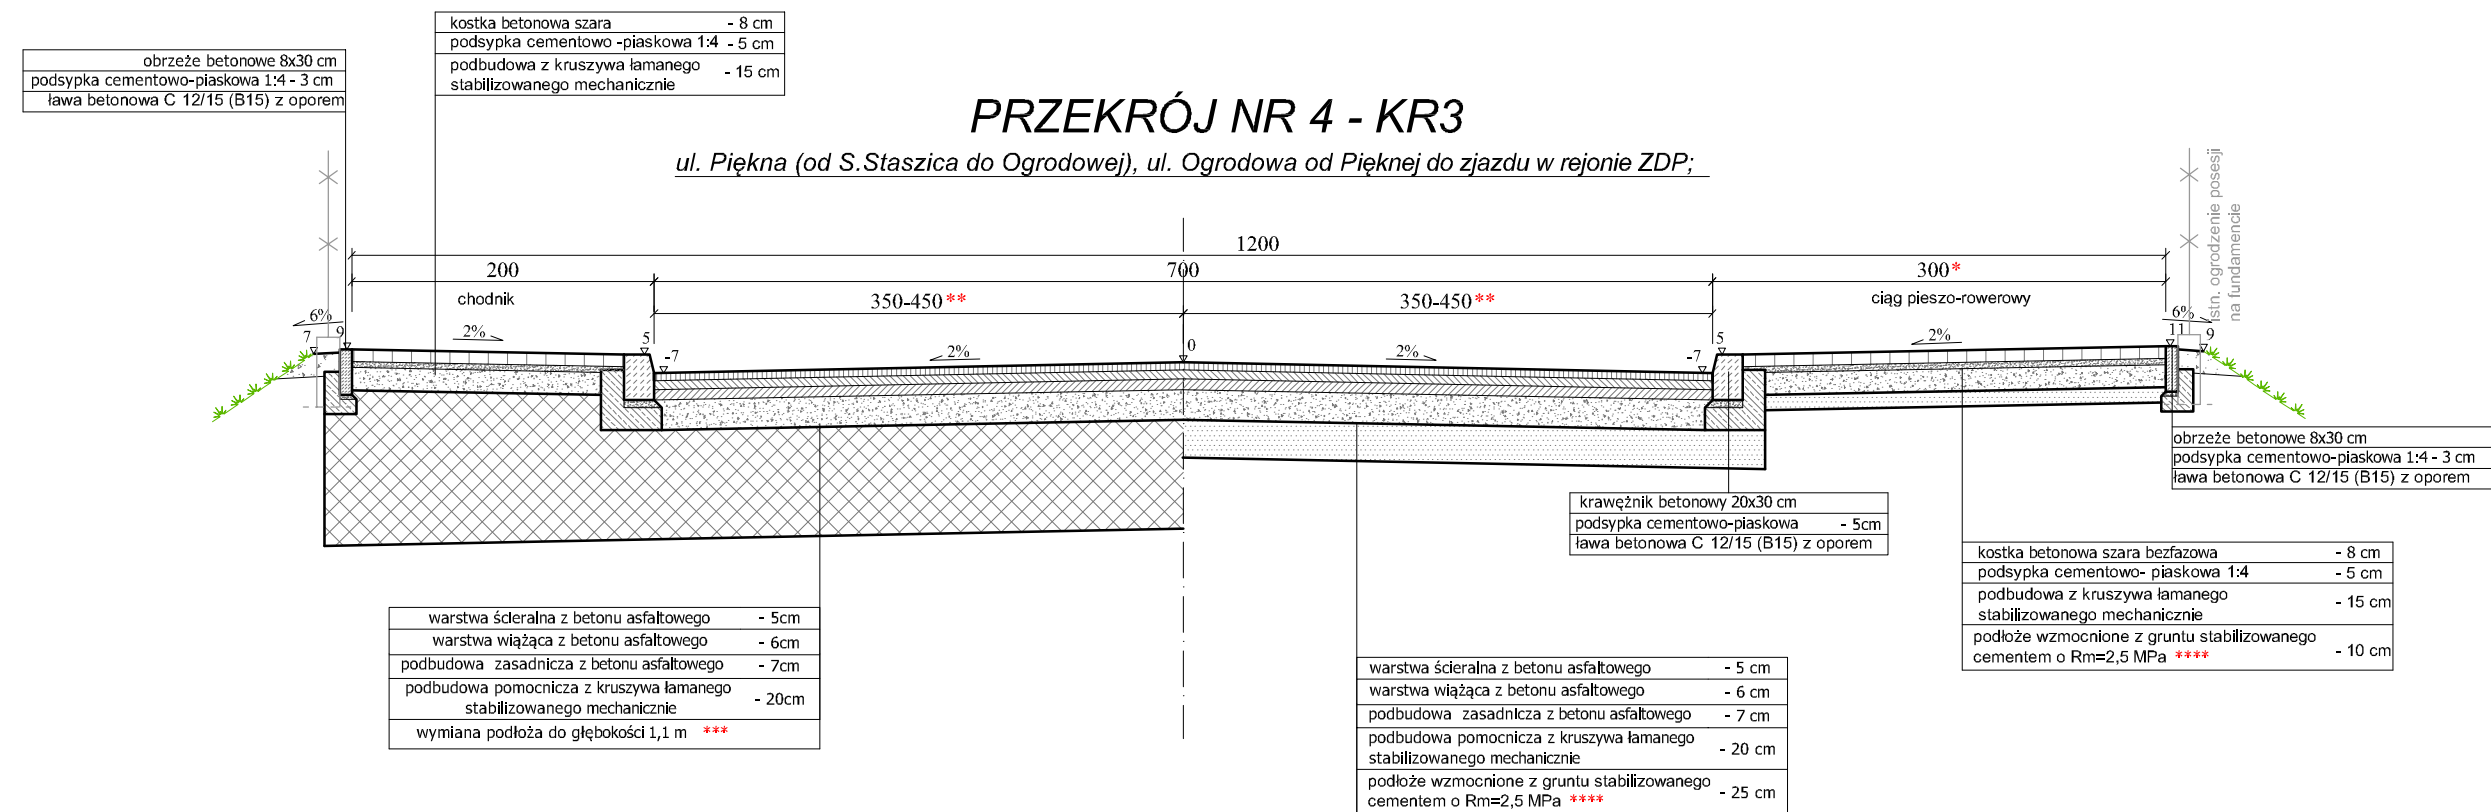 kostka betonowa szara - 8 cm
podsypka cementowo -piaskowa 1:4 - 5 cm
podbudowa z kruszywa łamanego
stabilizowanego mechanicznie - 15 cm
obrzeże betonowe 8x30 cm
podsypka cementowo-piaskowa 1:4 - 3 cm
ława betonowa C 12/15 (B15) z oporem
PRZEKRÓJ NR 4 - KR3
ul. Piękna (od S.Staszica do Ogrodowej), ul. Ogrodowa od Pięknej do zjazdu w rejonie ZDP;
istn. ogrodzenie posesji
na fundamencie
1200
200 700 300*
chodnik 350-450** 350-450** ciąg pieszo-rowerowy
6% 6%
7 9 2% 5 -7 2% 0 2% -7 5 2% 11 9
obrzeże betonowe 8x30 cm
podsypka cementowo-piaskowa 1:4 - 3 cm
ława betonowa C 12/15 (B15) z oporem
krawężnik betonowy 20x30 cm
podsypka cementowo-piaskowa - 5cm
ława betonowa C 12/15 (B15) z oporem
kostka betonowa szara bezfazowa - 8 cm
podsypka cementowo- piaskowa 1:4 - 5 cm
podbudowa z kruszywa łamanego
stabilizowanego mechanicznie - 15 cm
podłoże wzmocnione z gruntu stabilizowanego
cementem o Rm=2,5 MPa **** - 10 cm
warstwa ścieralna z betonu asfaltowego - 5cm
warstwa wiążąca z betonu asfaltowego - 6cm
podbudowa zasadnicza z betonu asfaltowego - 7cm
podbudowa pomocnicza z kruszywa łamanego
stabilizowanego mechanicznie - 20cm
wymiana podłoża do głębokości 1,1 m ***
warstwa ścieralna z betonu asfaltowego - 5 cm
warstwa wiążąca z betonu asfaltowego - 6 cm
podbudowa zasadnicza z betonu asfaltowego - 7 cm
podbudowa pomocnicza z kruszywa łamanego
stabilizowanego mechanicznie - 20 cm
podłoże wzmocnione z gruntu stabilizowanego
cementem o Rm=2,5 MPa **** - 25 cm